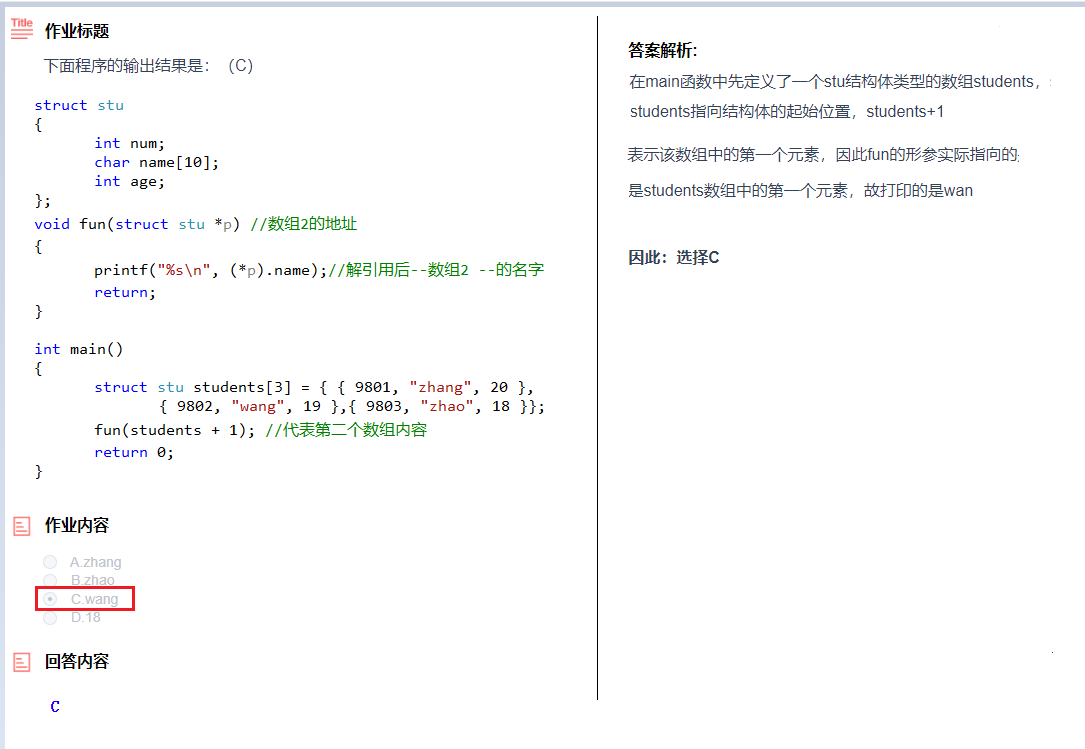 Title 作业标题
下面程序的输出结果是：（C）
struct stu
{
int num;
char name[10];
int age;
};
void fun(struct stu *p) //数组2的地址
{
printf("%s\n", (*p).name);//解引用后--数组2 --的名字
return;
}
int main()
{
struct stu students[3] = { { 9801, "zhang", 20 },
{ 9802, "wang", 19 },{ 9803, "zhao", 18 }};
fun(students + 1); //代表第二个数组内容
return 0;
}
作业内容
A.zhang
B.zhao
C.wang
D.18
回答内容
C
答案解析:
在main函数中先定义了一个stu结构体类型的数组students，
students指向结构体的起始位置，students+1
表示该数组中的第一个元素，因此fun的形参实际指向的
是students数组中的第一个元素，故打印的是wan
因此：选择C